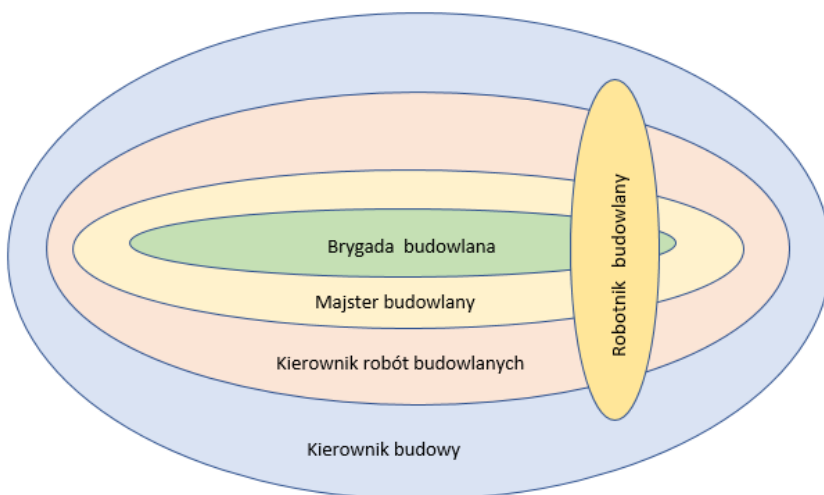 Brygada budowlana
Majster budowlany
Kierownik robót budowlanych
Kierownik budowy
Robotnik budowlany